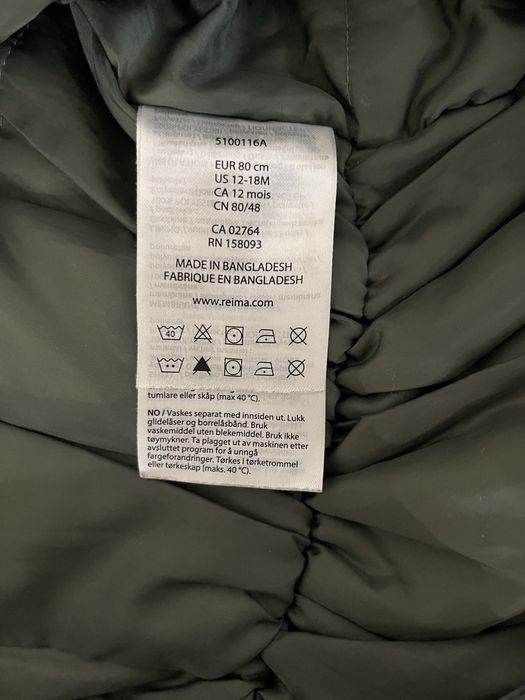 5100116A
EUR 80 cm
US 12-18M
CA 12 mois
CN 80/48
CA 02764
RN 158093
MADE IN BANGLADESH
FABRIQUE EN BANGLADESH
www.reima.com
40
tumlare eller skåp (max 40 °C).
NO / Vaskes separat med innsiden ut. Lukk
glidelåser og borrelåsbånd. Bruk
vaskemiddel uten blekemiddel. Bruk ikke
tøymykner. Ta plagget ut av maskinen etter
avsluttet program for å unngå
fargeforandringer. Tørkes i tørketrommel
eller tørkeskap (maks. 40 °C).